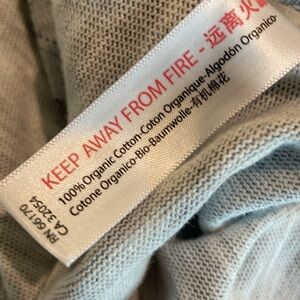 KEEP AWAY FROM FIRE - 远离火
100% Organic Cotton-Coton Organique-Algodón Organico-
Cotone Organico-Bio-Baumwolle-有机棉花
RN 56170
CA 32054